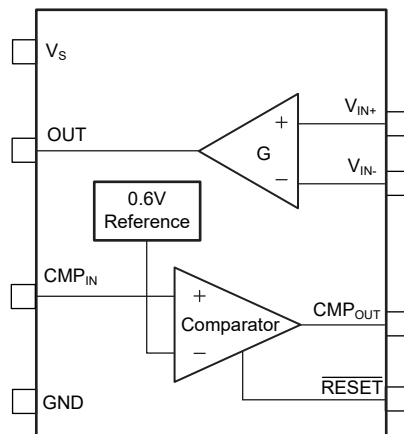 V_S
OUT
+
G
−
V_IN+
V_IN-
0.6V
Reference
CMP_IN
+
Comparator
−
CMP_OUT
RESET
GND